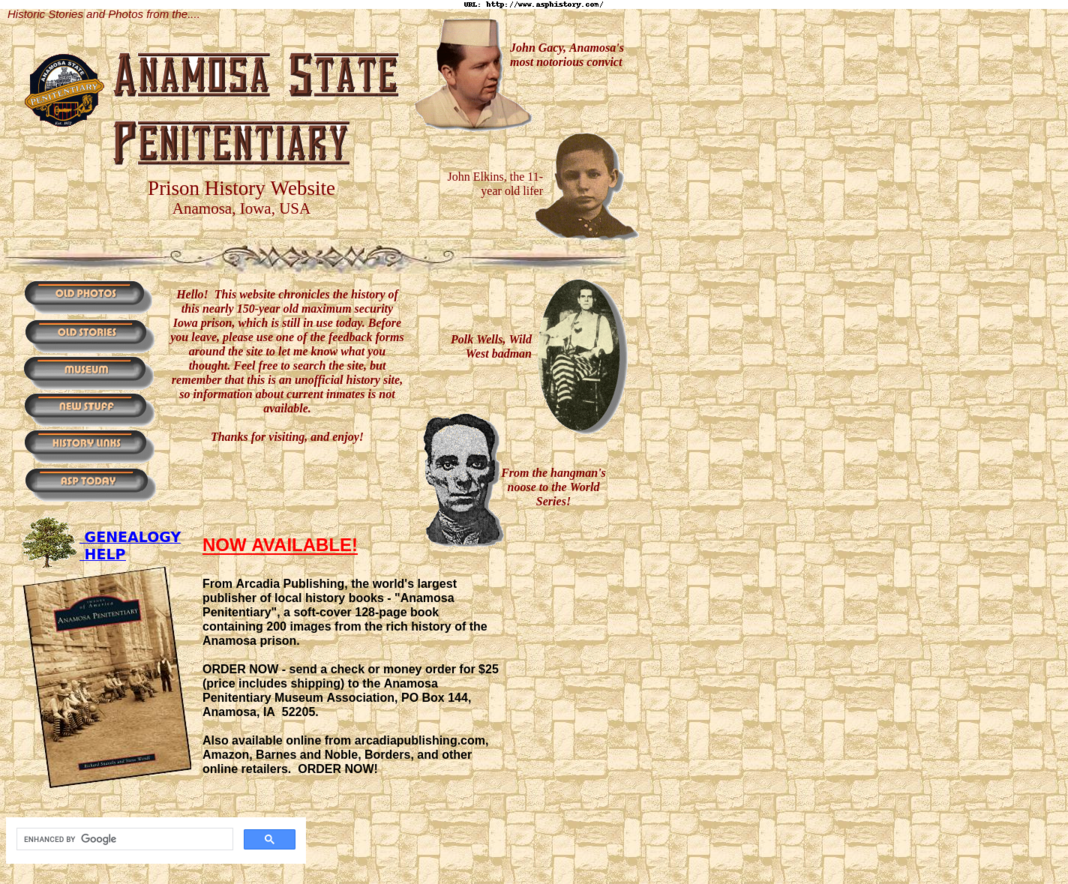 URL: http://www.asphistory.com/
Historic Stories and Photos from the....
ANAMOSA STATE
PENITENTIARY
Prison History Website
Anamosa, Iowa, USA
ANAMOSA STATE
PENITENTIARY
John Gacy, Anamosa's
most notorious convict
John Elkins, the 11-
year old lifer
OLD PHOTOS
OLD STORIES
MUSEUM
NEW STUFF
HISTORY LINKS
ASP TODAY
Hello!  This website chronicles the history of
this nearly 150-year old maximum security
Iowa prison, which is still in use today. Before
you leave, please use one of the feedback forms
around the site to let me know what you
thought. Feel free to search the site, but
remember that this is an unofficial history site,
so information about current inmates is not
available.
Thanks for visiting, and enjoy!
Polk Wells, Wild
West badman
From the hangman's
noose to the World
Series!
GENEALOGY
HELP
IMAGES
of America
ANAMOSA PENITENTIARY
NOW AVAILABLE!
From Arcadia Publishing, the world's largest
publisher of local history books - "Anamosa
Penitentiary", a soft-cover 128-page book
containing 200 images from the rich history of the
Anamosa prison.
ORDER NOW - send a check or money order for $25
(price includes shipping) to the Anamosa
Penitentiary Museum Association, PO Box 144,
Anamosa, IA  52205.
Also available online from arcadiapublishing.com,
Amazon, Barnes and Noble, Borders, and other
online retailers.  ORDER NOW!
ENHANCED BY Google